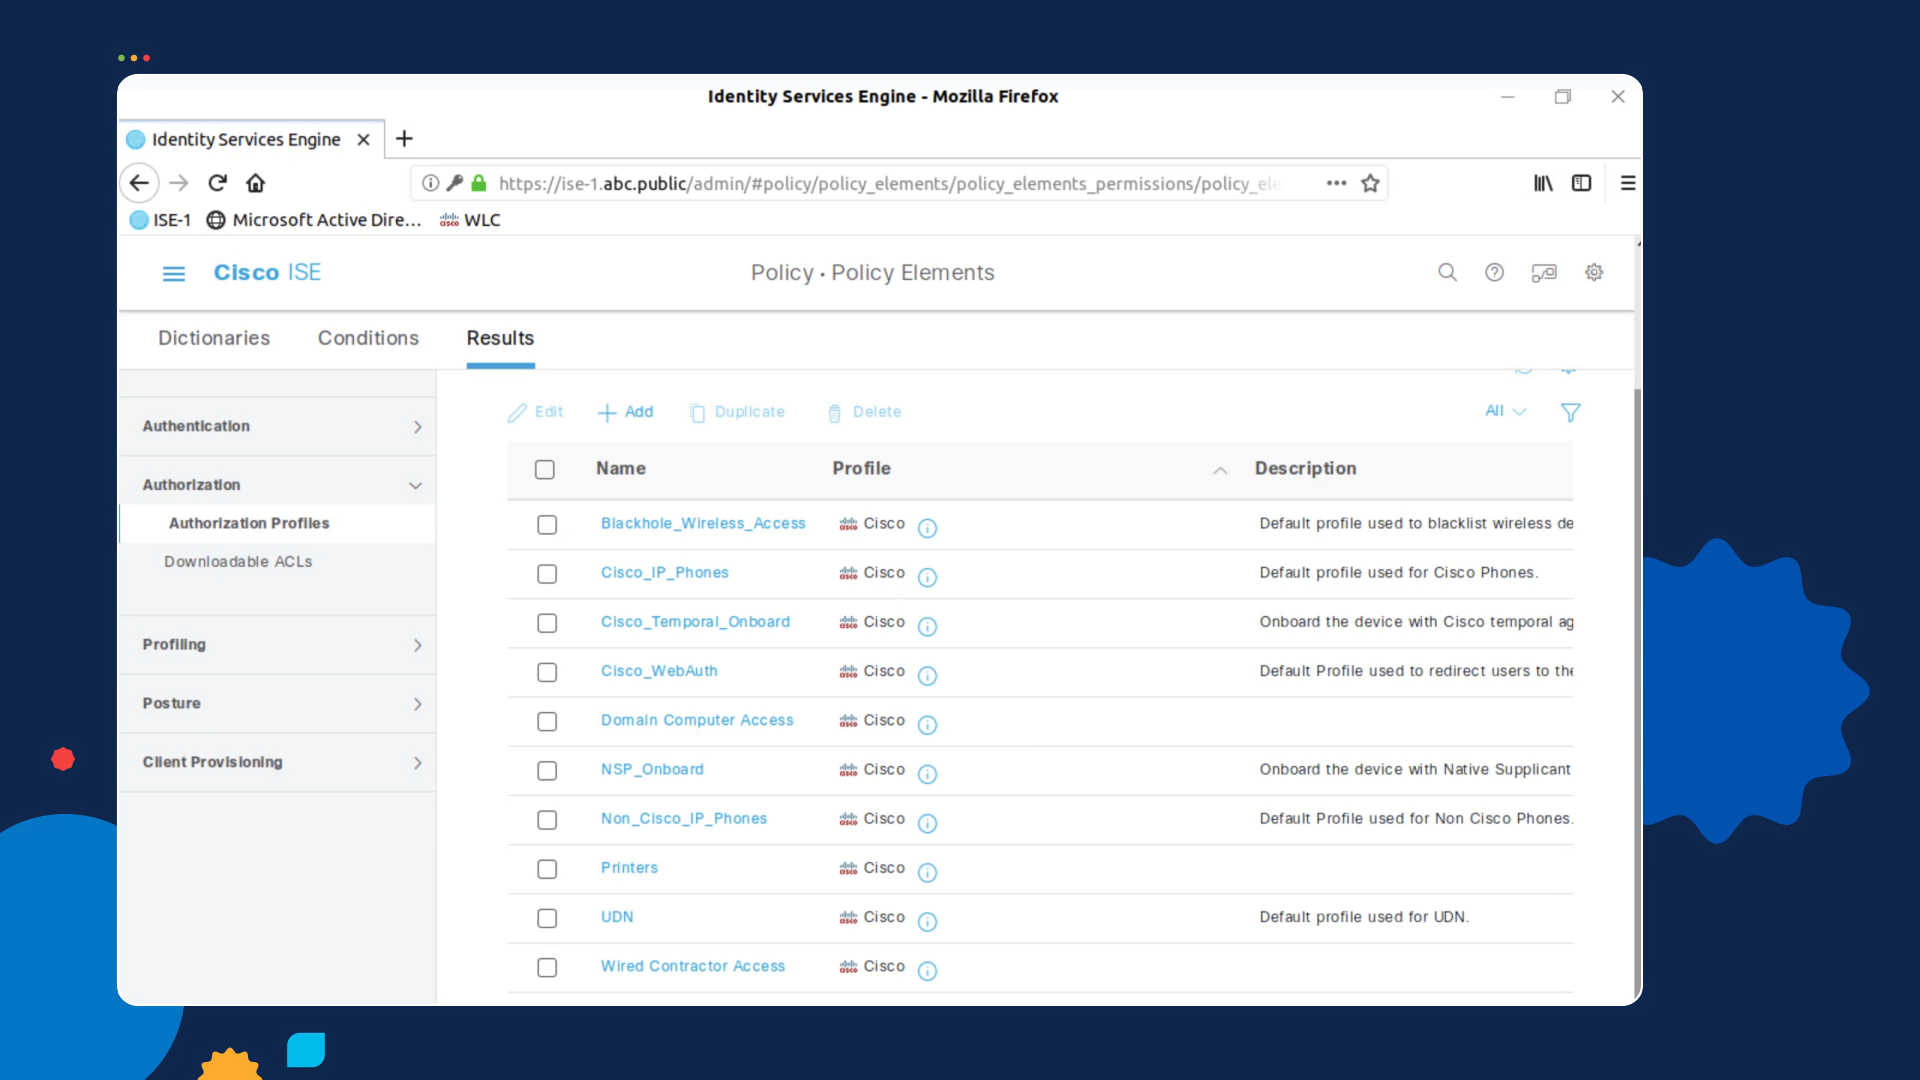 Identity Services Engine - Mozilla Firefox
Identity Services Engine
https://ise-1.abc.public/admin/#policy/policy_elements/policy_elements_permissions/policy_ele
ISE-1 Microsoft Active Dire... WLC
Cisco ISE Policy · Policy Elements
Dictionaries Conditions Results
Authentication
Authorization
Authorization Profiles
Downloadable ACLs
Profiling
Posture
Client Provisioning
Edit Add Duplicate Delete All
Name Profile Description
Blackhole_Wireless_Access Cisco Default profile used to blacklist wireless de
Cisco_IP_Phones Cisco Default profile used for Cisco Phones.
Cisco_Temporal_Onboard Cisco Onboard the device with Cisco temporal ag
Cisco_WebAuth Cisco Default Profile used to redirect users to the
Domain Computer Access Cisco
NSP_Onboard Cisco Onboard the device with Native Supplicant
Non_Cisco_IP_Phones Cisco Default Profile used for Non Cisco Phones.
Printers Cisco
UDN Cisco Default profile used for UDN.
Wired Contractor Access Cisco